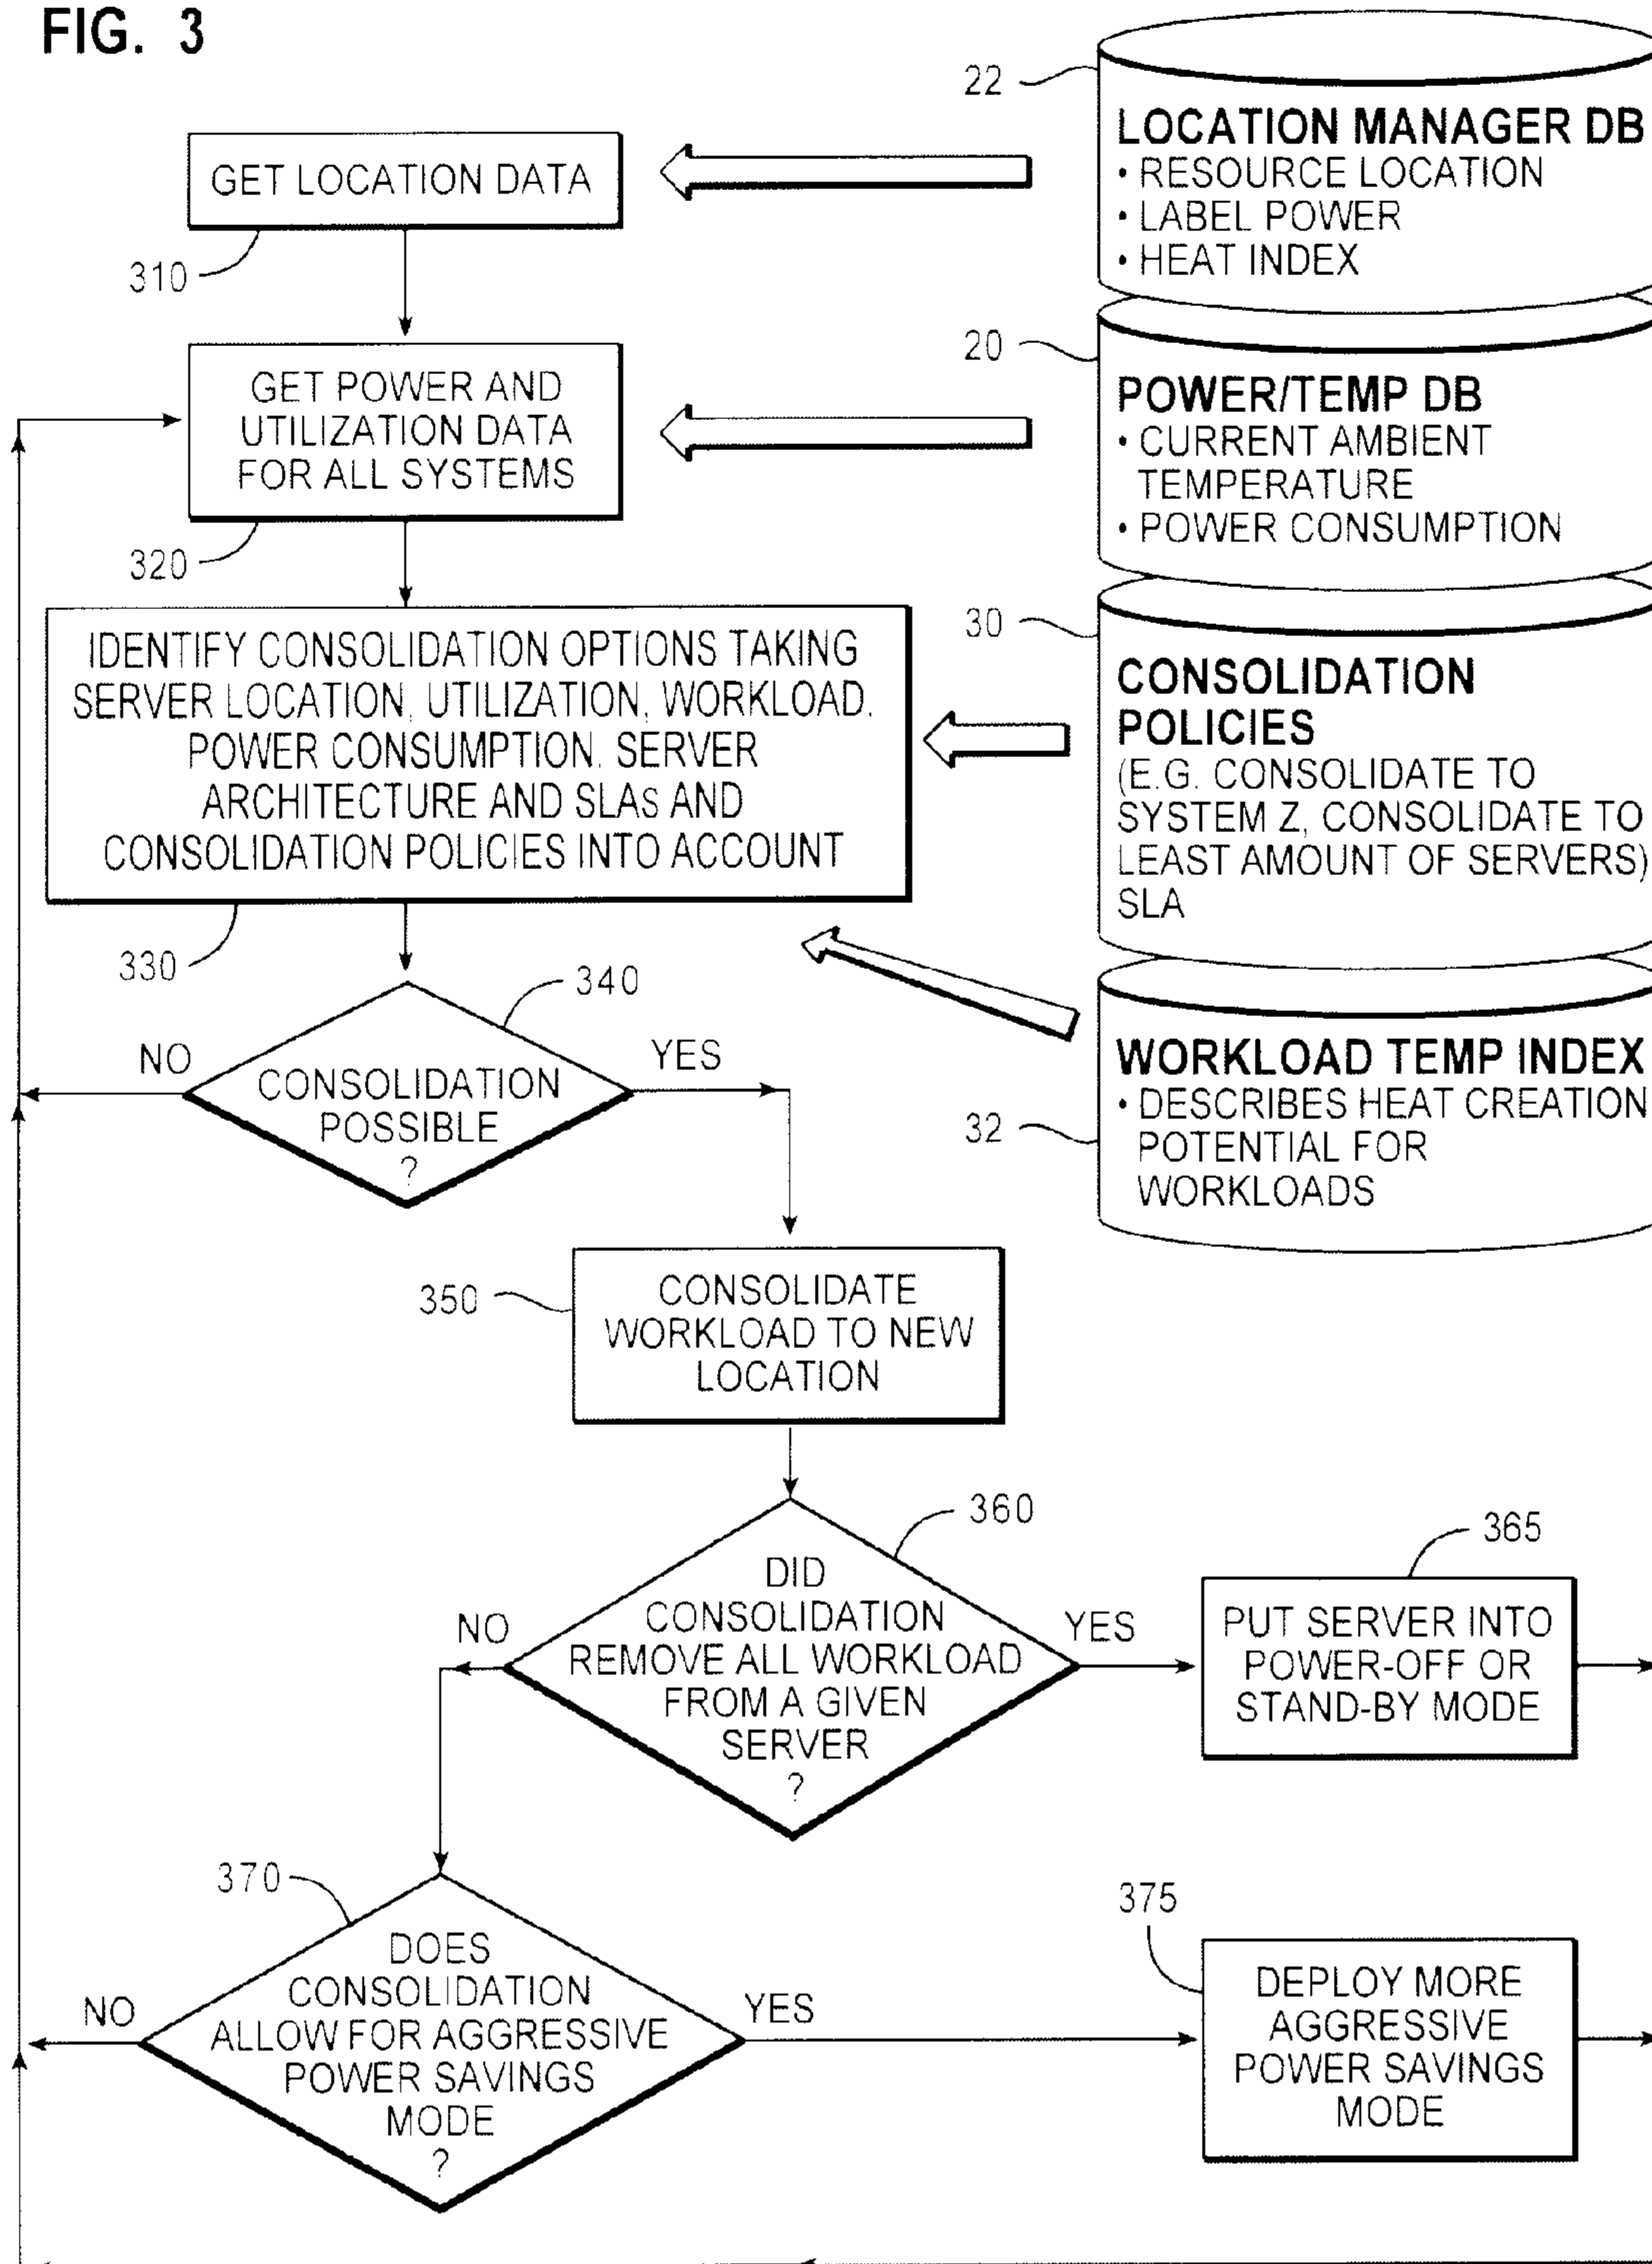 FIG. 3
22
LOCATION MANAGER DB
• RESOURCE LOCATION
• LABEL POWER
• HEAT INDEX
GET LOCATION DATA
310
20
POWER/TEMP DB
• CURRENT AMBIENT
TEMPERATURE
• POWER CONSUMPTION
GET POWER AND
UTILIZATION DATA
FOR ALL SYSTEMS
320
30
CONSOLIDATION
POLICIES
(E.G. CONSOLIDATE TO
SYSTEM Z, CONSOLIDATE TO
LEAST AMOUNT OF SERVERS)
SLA
IDENTIFY CONSOLIDATION OPTIONS TAKING
SERVER LOCATION, UTILIZATION, WORKLOAD,
POWER CONSUMPTION, SERVER
ARCHITECTURE AND SLAs AND
CONSOLIDATION POLICIES INTO ACCOUNT
330
32
WORKLOAD TEMP INDEX
• DESCRIBES HEAT CREATION
POTENTIAL FOR
WORKLOADS
340
NO
YES
CONSOLIDATION
POSSIBLE
?
350
CONSOLIDATE
WORKLOAD TO NEW
LOCATION
360
NO
YES
DID
CONSOLIDATION
REMOVE ALL WORKLOAD
FROM A GIVEN
SERVER
?
365
PUT SERVER INTO
POWER-OFF OR
STAND-BY MODE
370
NO
YES
DOES
CONSOLIDATION
ALLOW FOR AGGRESSIVE
POWER SAVINGS
MODE
?
375
DEPLOY MORE
AGGRESSIVE
POWER SAVINGS
MODE